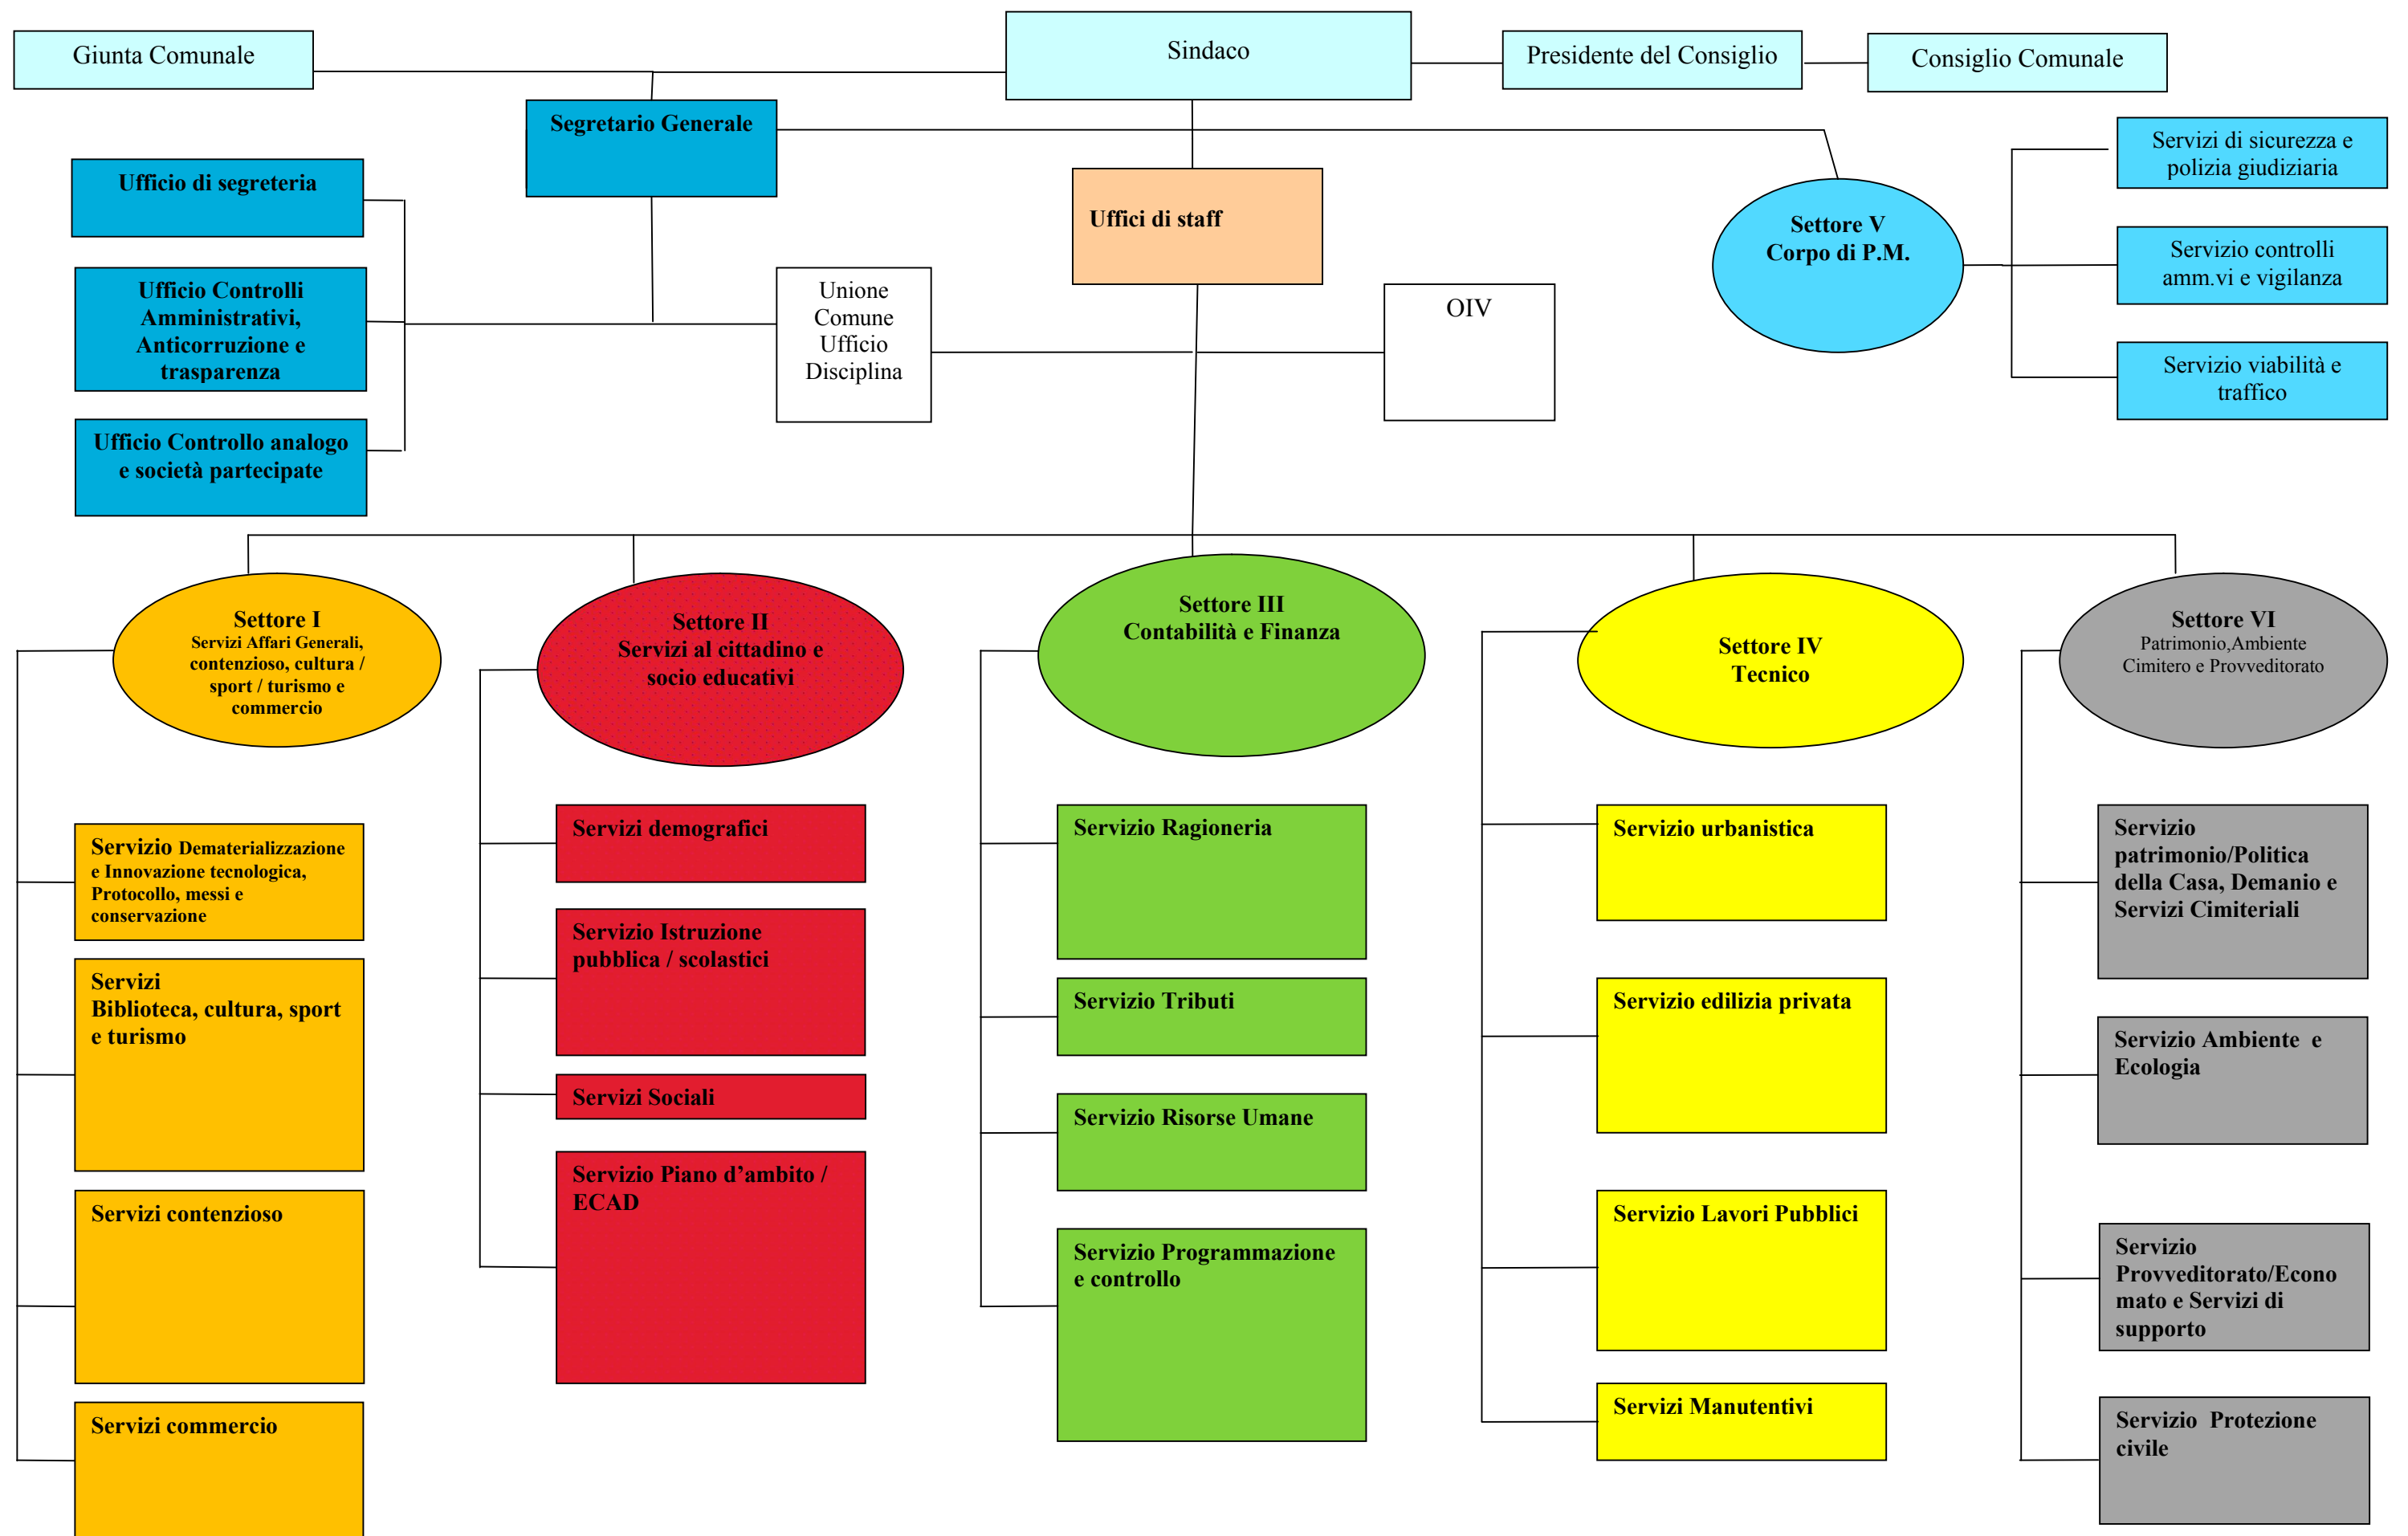 Giunta Comunale
Sindaco
Presidente del Consiglio
Consiglio Comunale
Segretario Generale
Ufficio di segreteria
Ufficio Controlli
Amministrativi,
Anticorruzione e
trasparenza
Ufficio Controllo analogo
e società partecipate
Unione
Comune
Ufficio
Disciplina
Uffici di staff
OIV
Settore V
Corpo di P.M.
Servizi di sicurezza e
polizia giudiziaria
Servizio controlli
amm.vi e vigilanza
Servizio viabilità e
traffico
Settore I
Servizi Affari Generali,
contenzioso, cultura /
sport / turismo e
commercio
Servizio Dematerializzazione
e Innovazione tecnologica,
Protocollo, messi e
conservazione
Servizi
Biblioteca, cultura, sport
e turismo
Servizi contenzioso
Servizi commercio
Settore II
Servizi al cittadino e
socio educativi
Servizi demografici
Servizio Istruzione
pubblica / scolastici
Servizi Sociali
Servizio Piano d’ambito /
ECAD
Settore III
Contabilità e Finanza
Servizio Ragioneria
Servizio Tributi
Servizio Risorse Umane
Servizio Programmazione
e controllo
Settore IV
Tecnico
Servizio urbanistica
Servizio edilizia privata
Servizio Lavori Pubblici
Servizi Manutentivi
Settore VI
Patrimonio,Ambiente
Cimitero e Provveditorato
Servizio
patrimonio/Politica
della Casa, Demanio e
Servizi Cimiteriali
Servizio Ambiente e
Ecologia
Servizio
Provveditorato/Econo
mato e Servizi di
supporto
Servizio Protezione
civile